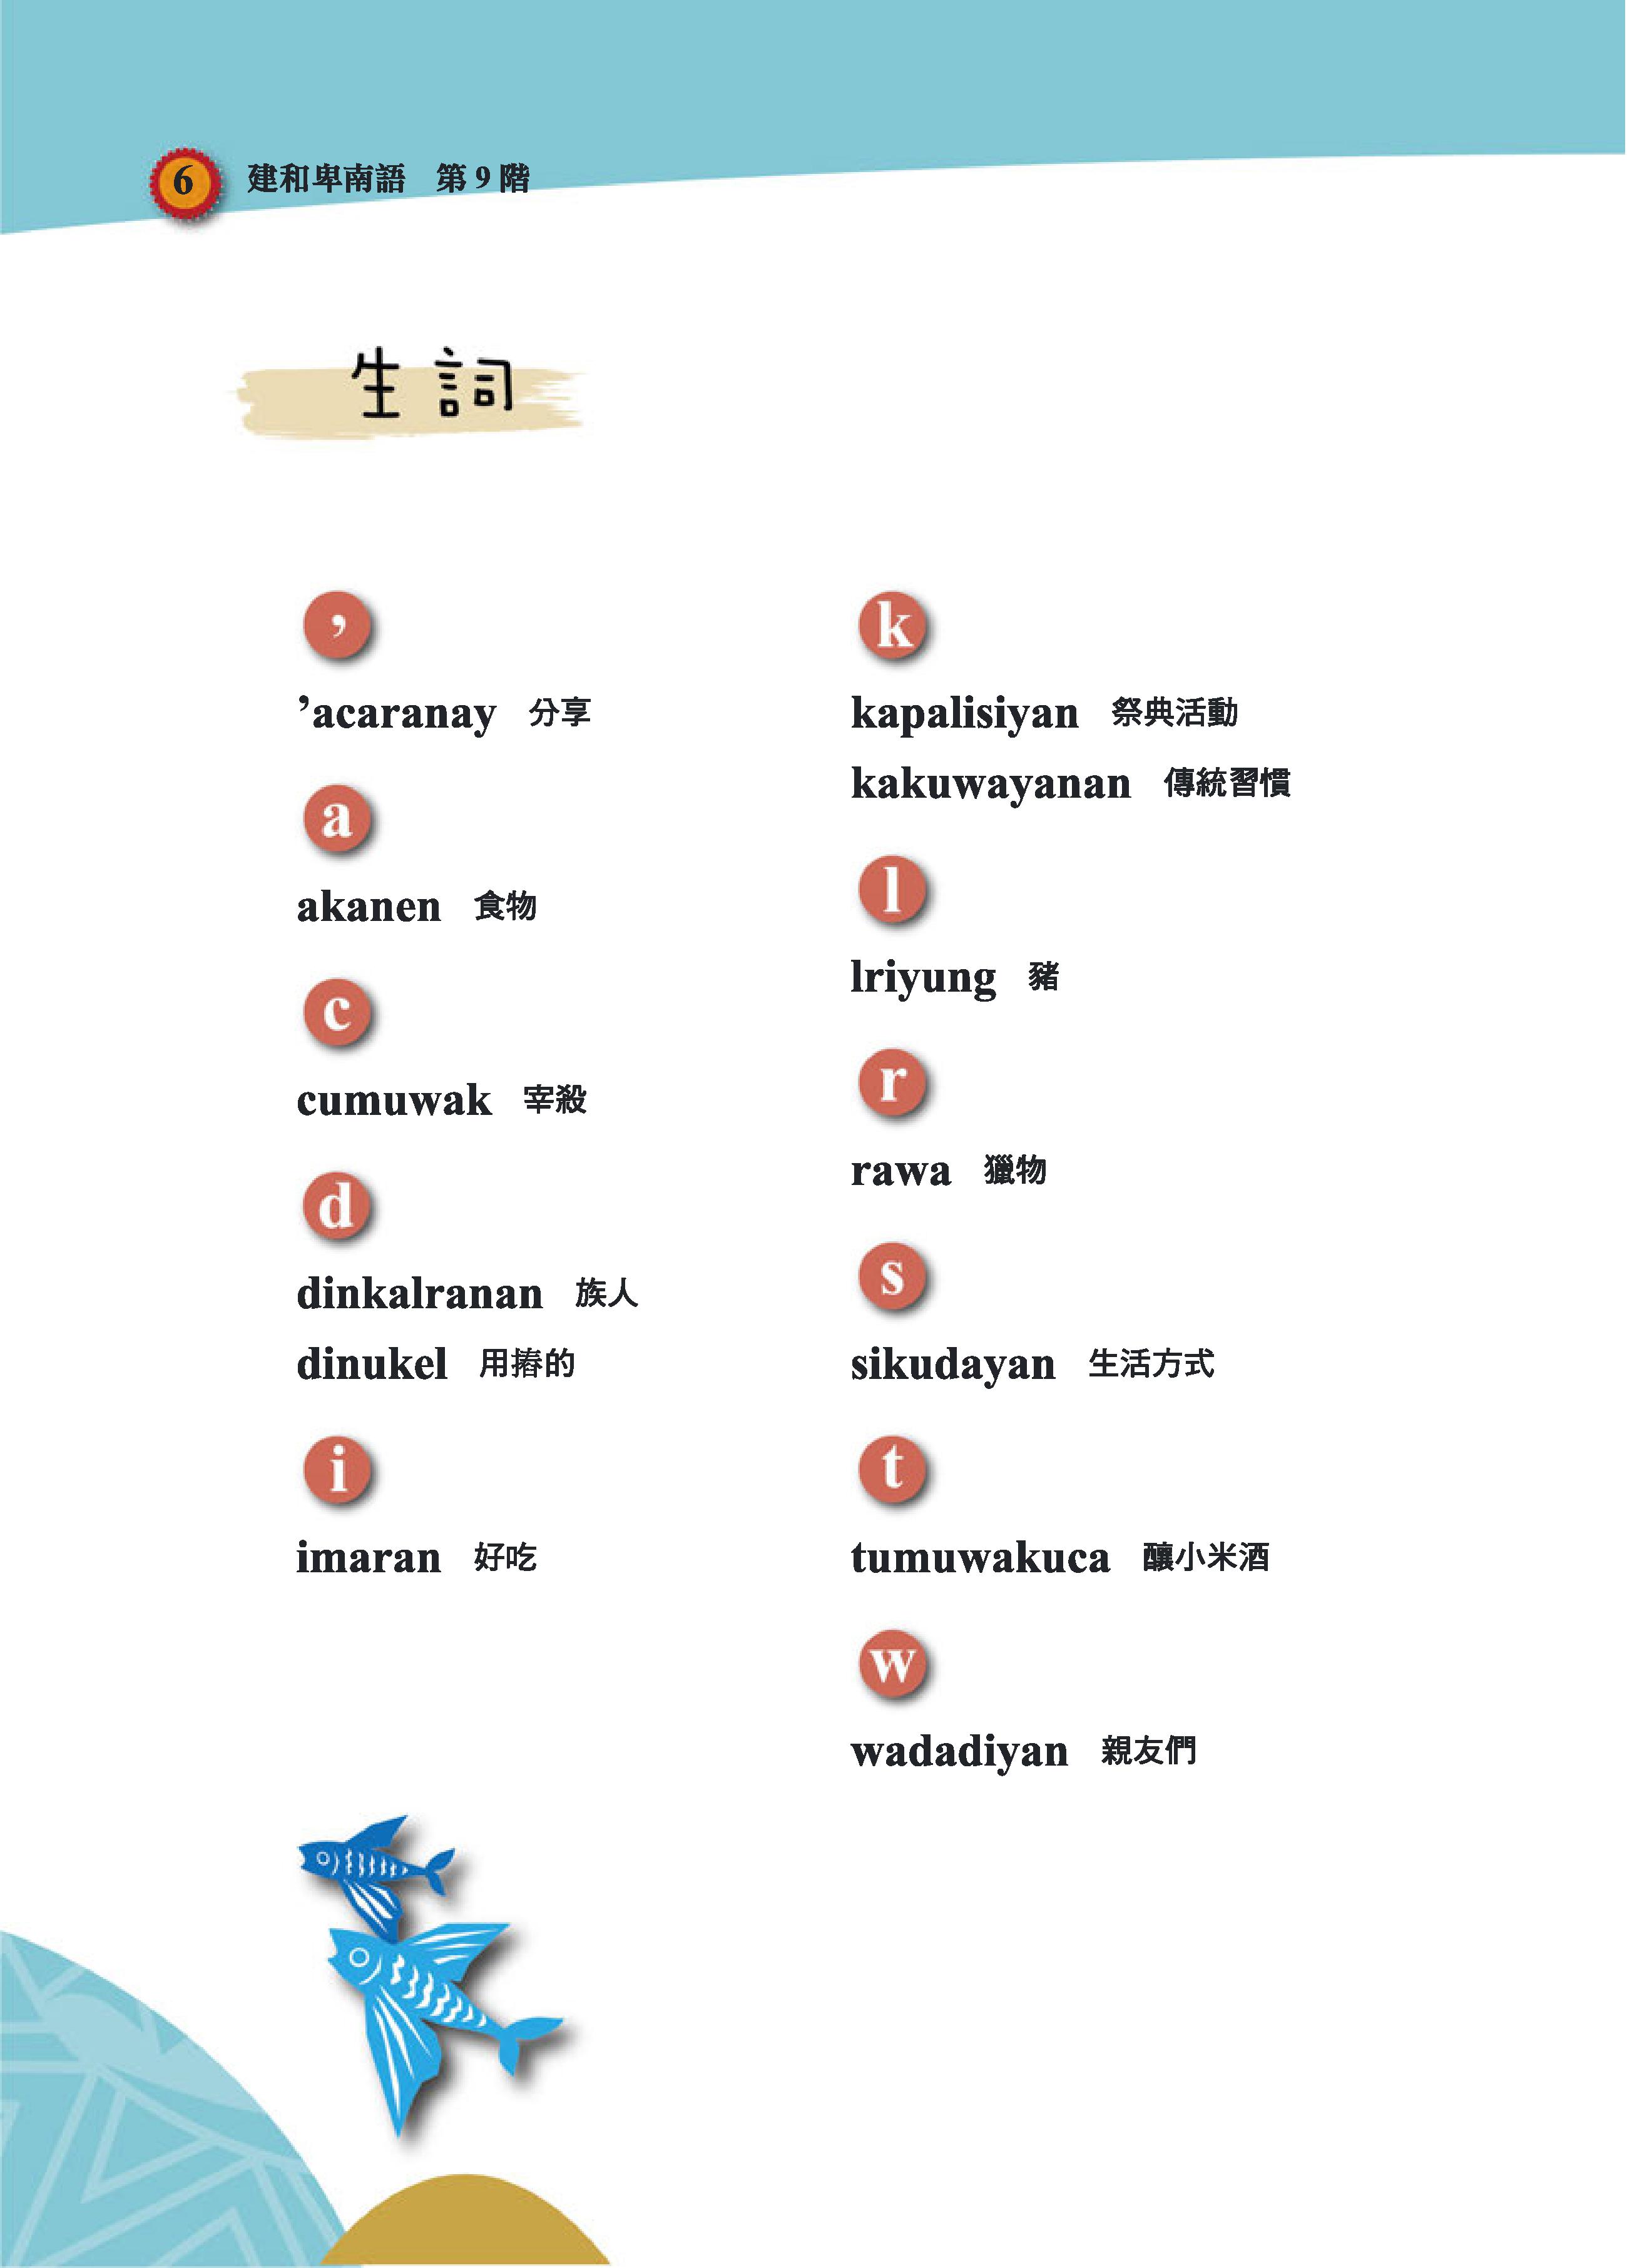 6 建和卑南語 第9階
生詞
’
’acaranay 分享
a
akanen 食物
c
cumuwak 宰殺
d
dinkalranan 族人
dinukel 用摏的
i
imaran 好吃
k
kapalisiyan 祭典活動
kakuwayanan 傳統習慣
l
lriyung 豬
r
rawa 獵物
s
sikudayan 生活方式
t
tumuwakuca 釀小米酒
w
wadadiyan 親友們